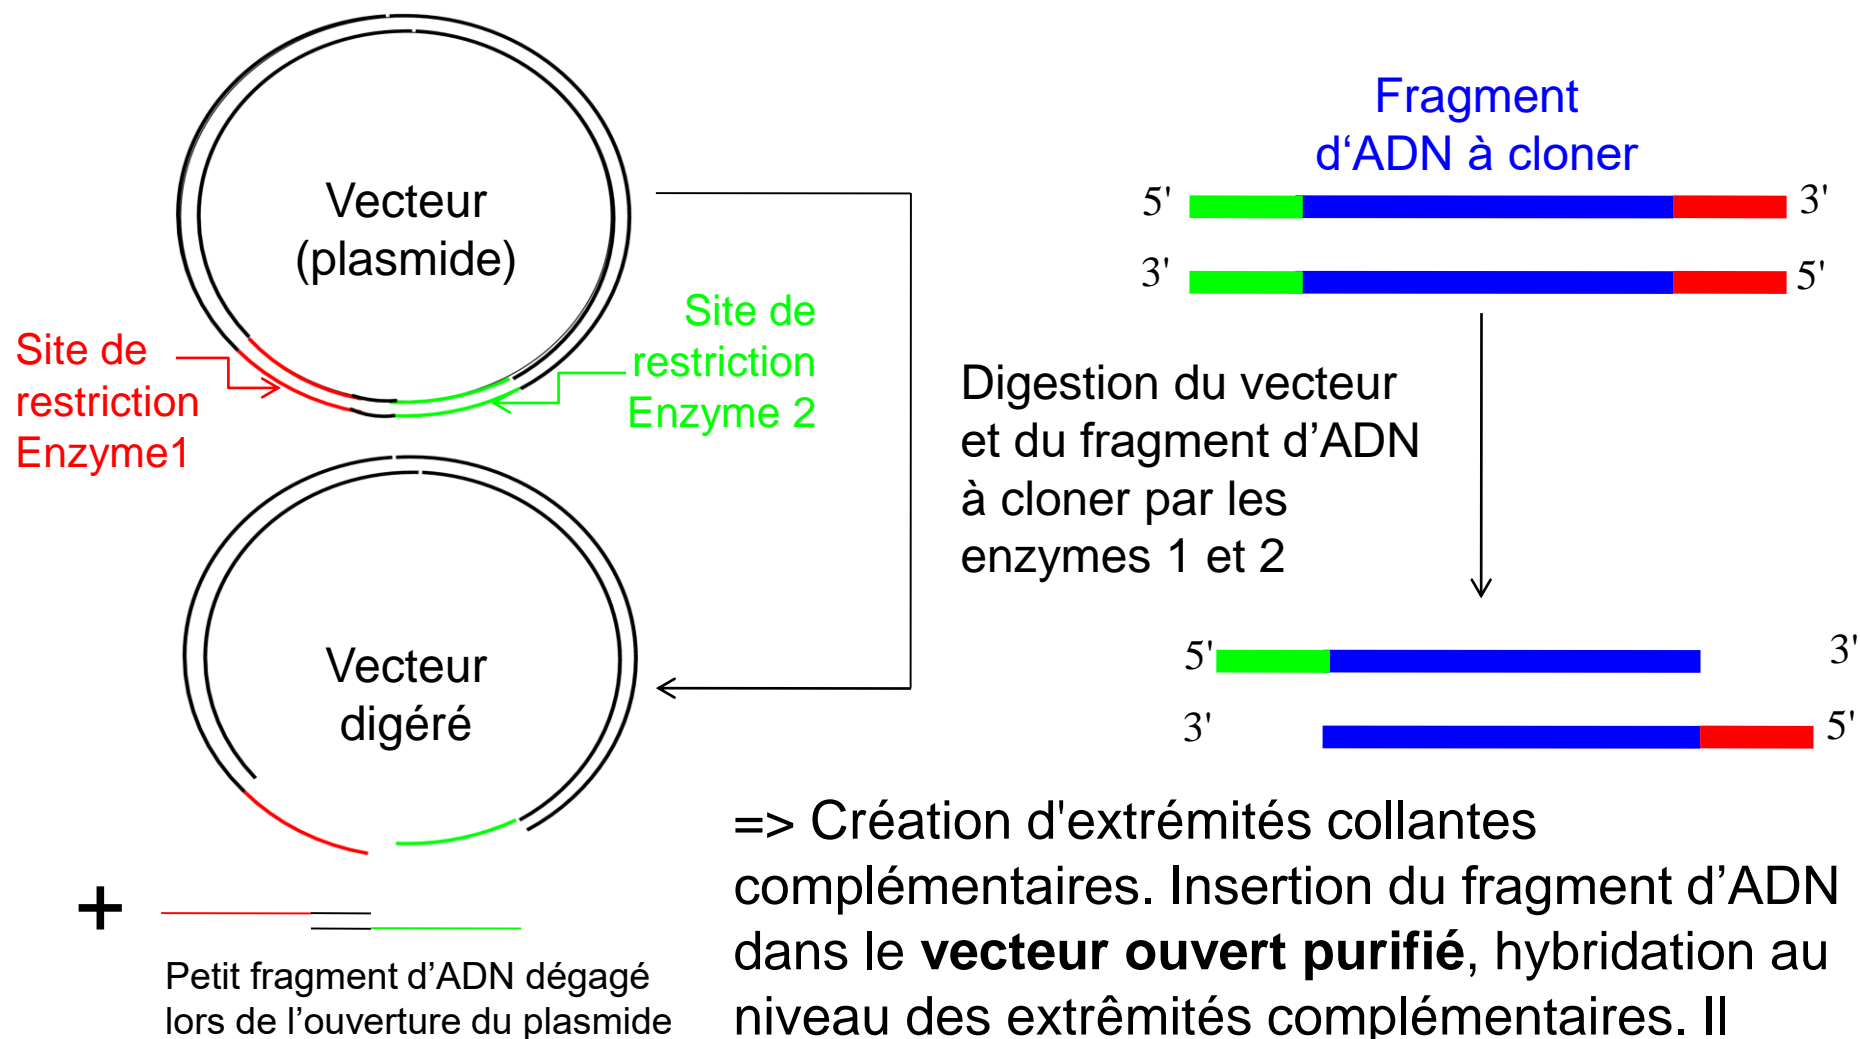 Fragment
d‘ADN à cloner
5'
3'
3'
5'
Vecteur
(plasmide)
Site de
restriction
Enzyme 2
Site de
restriction
Enzyme1
Digestion du vecteur
et du fragment d’ADN
à cloner par les
enzymes 1 et 2
Vecteur
digéré
5'
3'
3'
5'
+
Petit fragment d’ADN dégagé
lors de l’ouverture du plasmide
=> Création d'extrémités collantes
complémentaires. Insertion du fragment d’ADN
dans le vecteur ouvert purifié, hybridation au
niveau des extrêmités complémentaires. Il